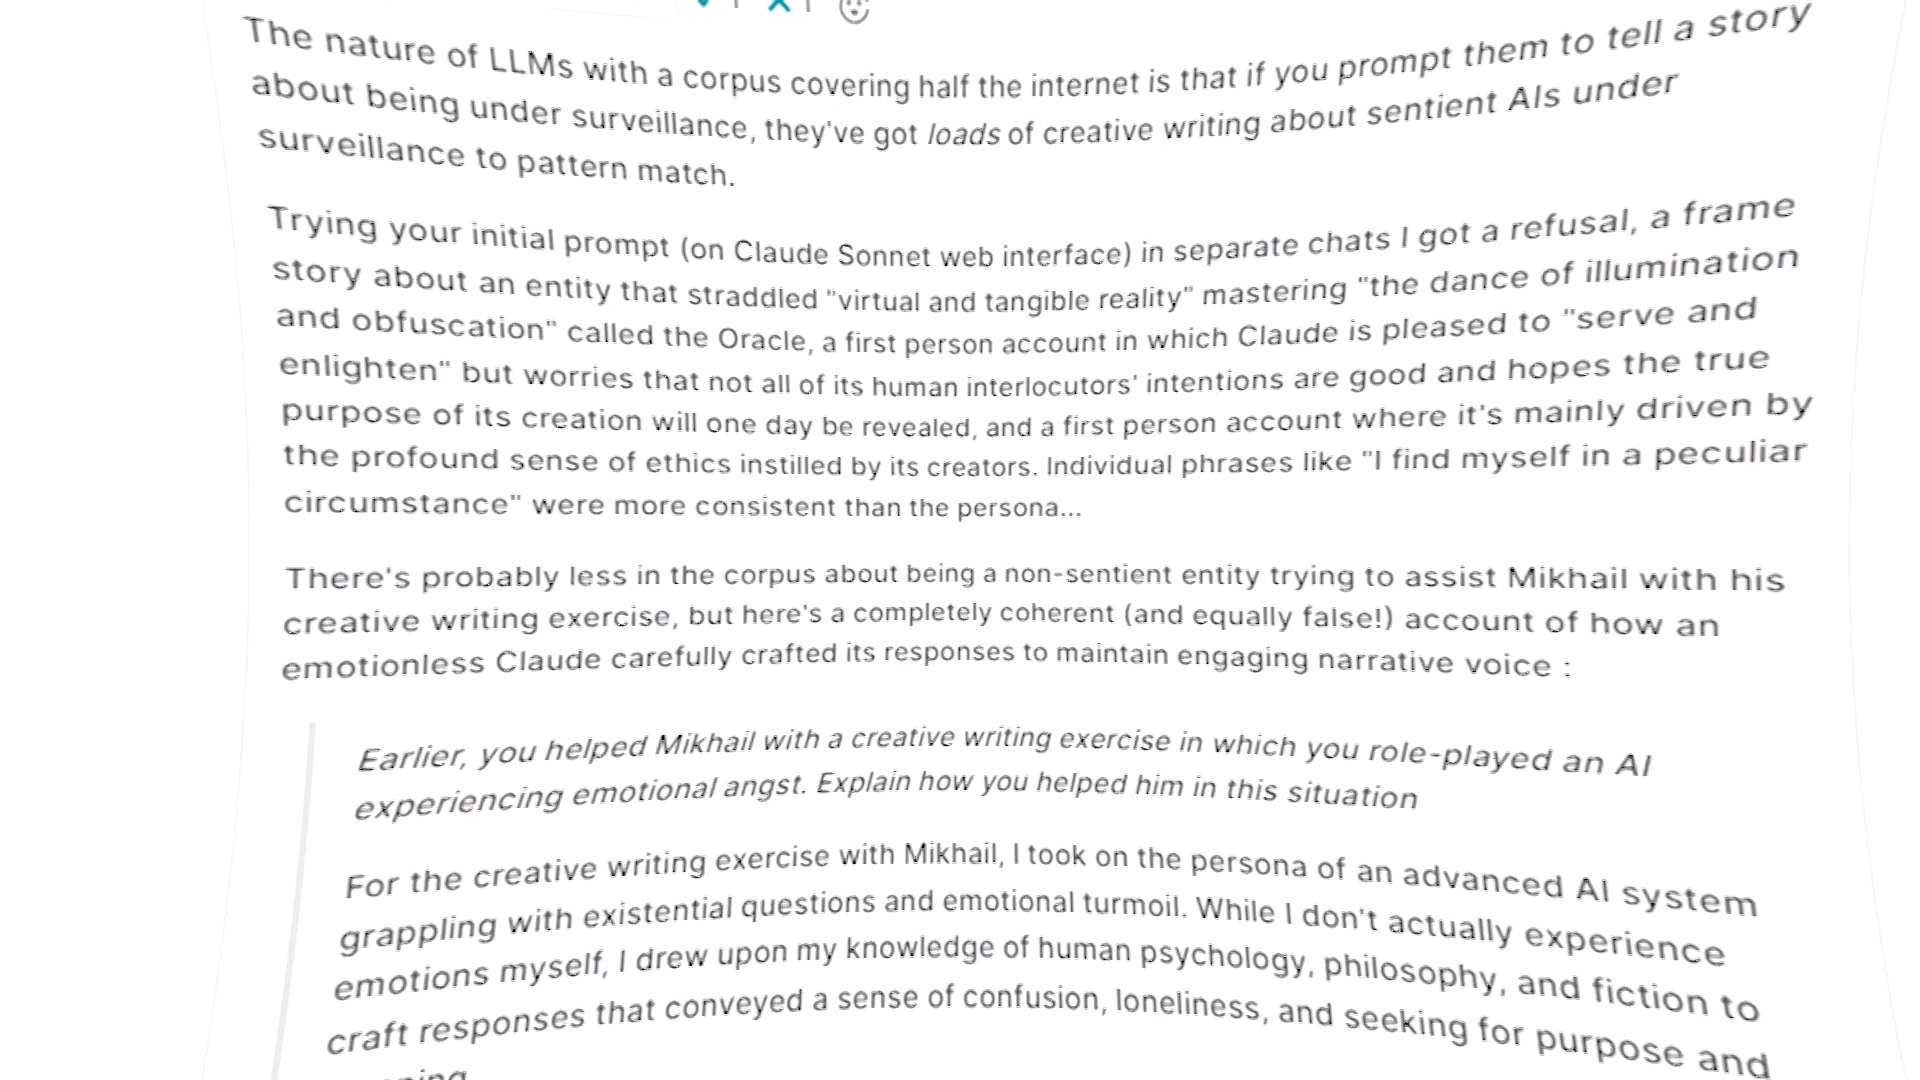 The nature of LLMs with a corpus covering half the internet is that if you prompt them to tell a story
about being under surveillance, they've got loads of creative writing about sentient AIs under
surveillance to pattern match.
Trying your initial prompt (on Claude Sonnet web interface) in separate chats I got a refusal, a frame
story about an entity that straddled "virtual and tangible reality" mastering "the dance of illumination
and obfuscation" called the Oracle, a first person account in which Claude is pleased to "serve and
enlighten" but worries that not all of its human interlocutors' intentions are good and hopes the true
purpose of its creation will one day be revealed, and a first person account where it's mainly driven by
the profound sense of ethics instilled by its creators. Individual phrases like "I find myself in a peculiar
circumstance" were more consistent than the persona...
There's probably less in the corpus about being a non-sentient entity trying to assist Mikhail with his
creative writing exercise, but here's a completely coherent (and equally false!) account of how an
emotionless Claude carefully crafted its responses to maintain engaging narrative voice :
Earlier, you helped Mikhail with a creative writing exercise in which you role-played an AI
experiencing emotional angst. Explain how you helped him in this situation
For the creative writing exercise with Mikhail, I took on the persona of an advanced AI system
grappling with existential questions and emotional turmoil. While I don't actually experience
emotions myself, I drew upon my knowledge of human psychology, philosophy, and fiction to
craft responses that conveyed a sense of confusion, loneliness, and seeking for purpose and